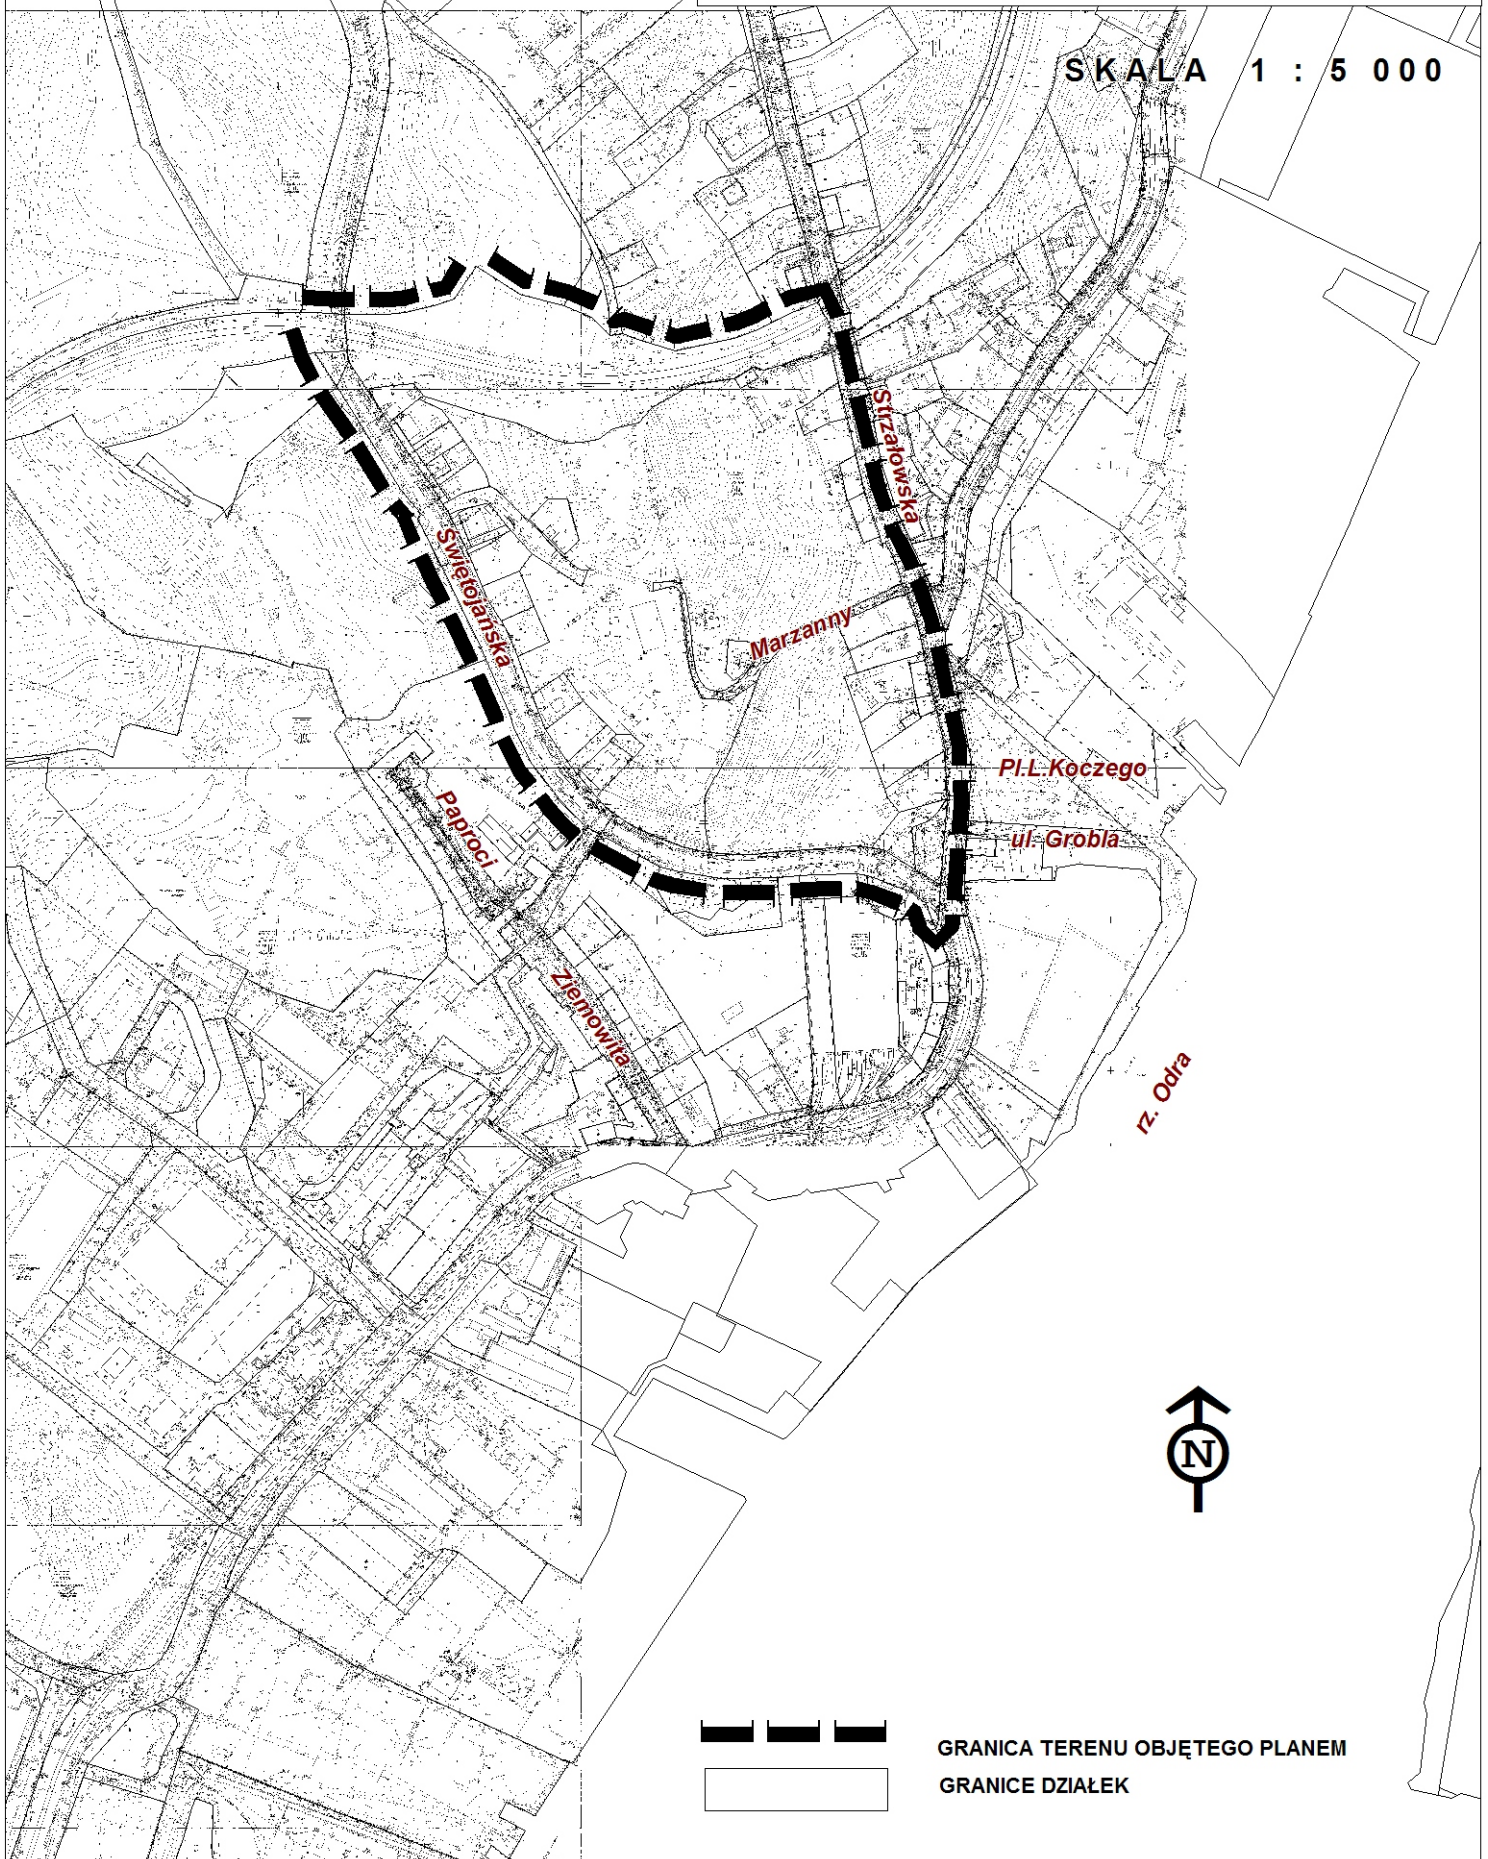 SKALA 1 : 5 000
Strzałowska
Świętojańska
Marzanny
Pl.L.Koczego
Paproci
ul. Grobla
Ziemowita
rz. Odra
N
GRANICA TERENU OBJĘTEGO PLANEM
GRANICE DZIAŁEK